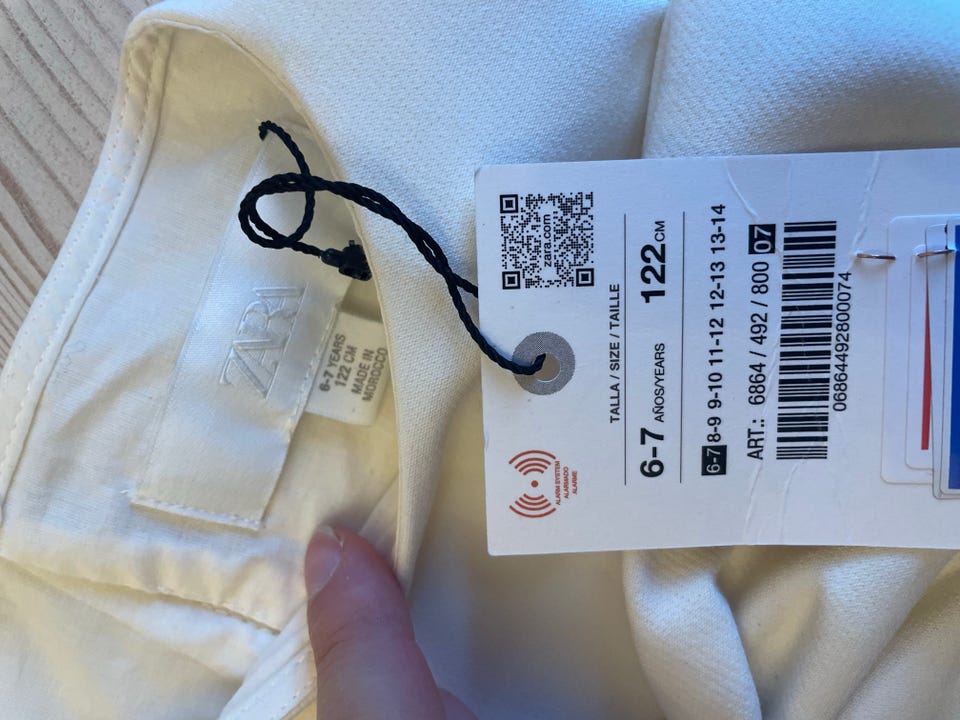 ZARA
6-7 YEARS
122 CM
MADE IN
MOROCCO
zara.com
TALLA / SIZE / TAILLE
6-7 AÑOS/YEARS 122 CM
6-7 8-9 9-10 11-12 12-13 13-14
ART.: 6864 / 492 / 800 07
06864492800074
ALARM SYSTEM
ALARMADO
ALARME